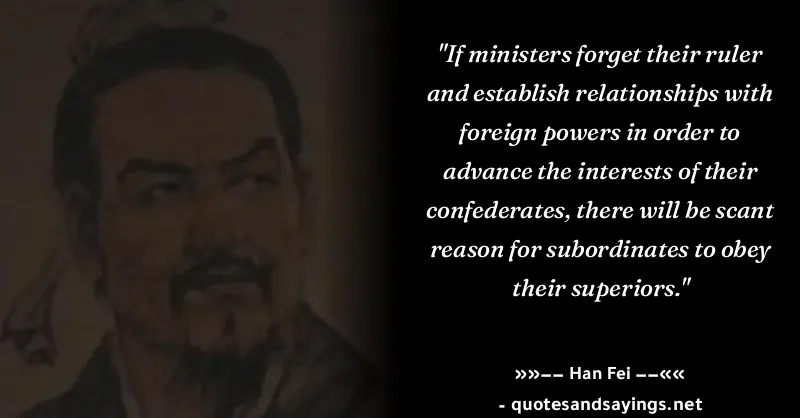 "If ministers forget their ruler
and establish relationships with
foreign powers in order to
advance the interests of their
confederates, there will be scant
reason for subordinates to obey
their superiors."
»»–– Han Fei ––««
- quotesandsayings.net